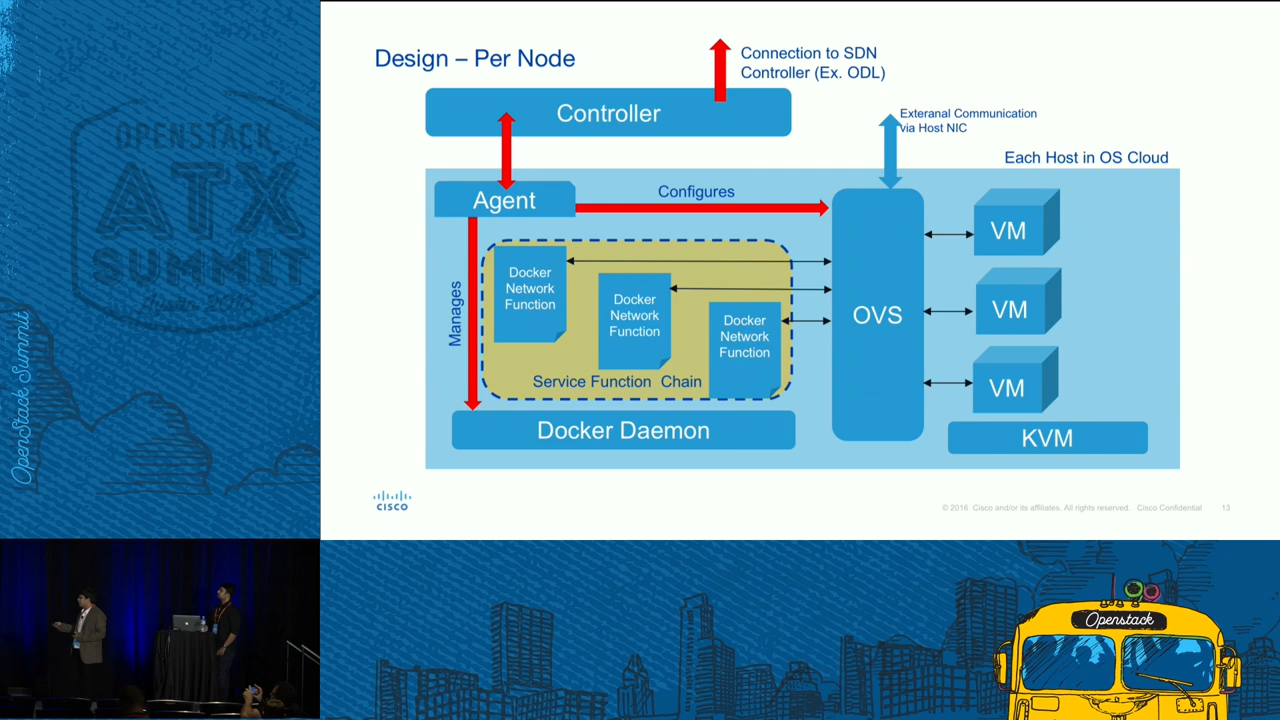 Design – Per Node
Connection to SDN
Controller (Ex. ODL)
Controller
Exteranal Communication
via Host NIC
Each Host in OS Cloud
Agent
Configures
Manages
Docker
Network
Function
Docker
Network
Function
Docker
Network
Function
Service Function Chain
Docker Daemon
OVS
VM
VM
VM
KVM
CISCO
© 2016 Cisco and/or its affiliates. All rights reserved. Cisco Confidential
13
OPENSTACK
ATX
SUMMIT
OpenStack Summit
Openstack